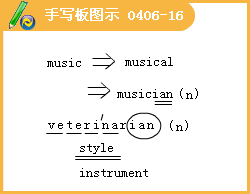 手写板图示 0406-16
music ⇒ musical
⇒ musician (n)
veterinarian (n)
style
instrument